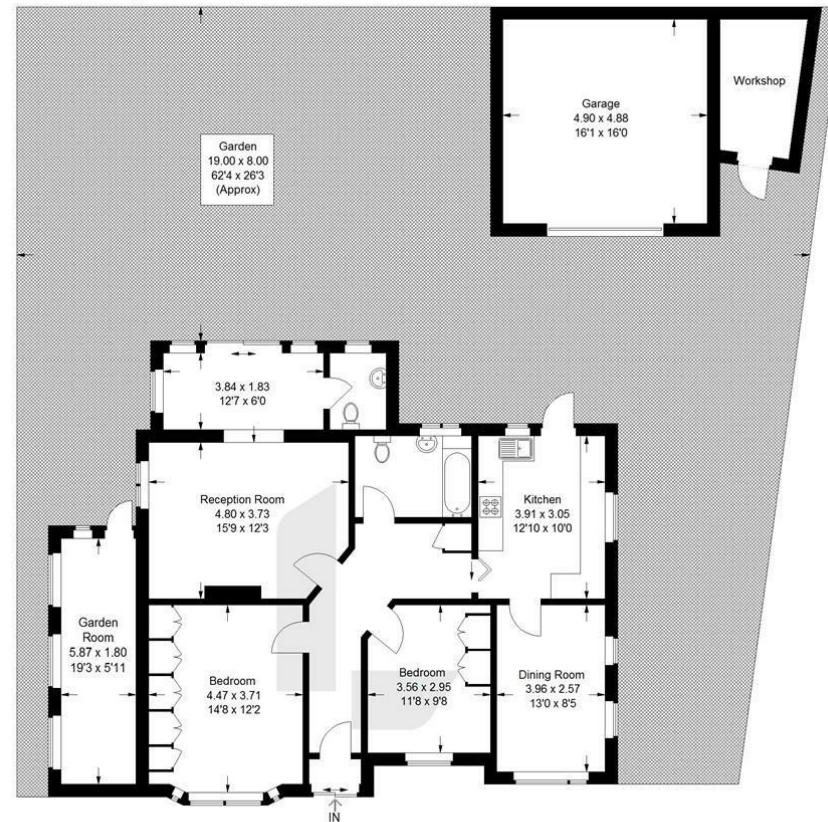 Garage
4.90 x 4.88
16'1 x 16'0
Workshop
Garden
19.00 x 8.00
62'4 x 26'3
(Approx)
3.84 x 1.83
12'7 x 6'0
Reception Room
4.80 x 3.73
15'9 x 12'3
Kitchen
3.91 x 3.05
12'10 x 10'0
Garden
Room
5.87 x 1.80
19'3 x 5'11
Bedroom
4.47 x 3.71
14'8 x 12'2
Bedroom
3.56 x 2.95
11'8 x 9'8
Dining Room
3.96 x 2.57
13'0 x 8'5
IN